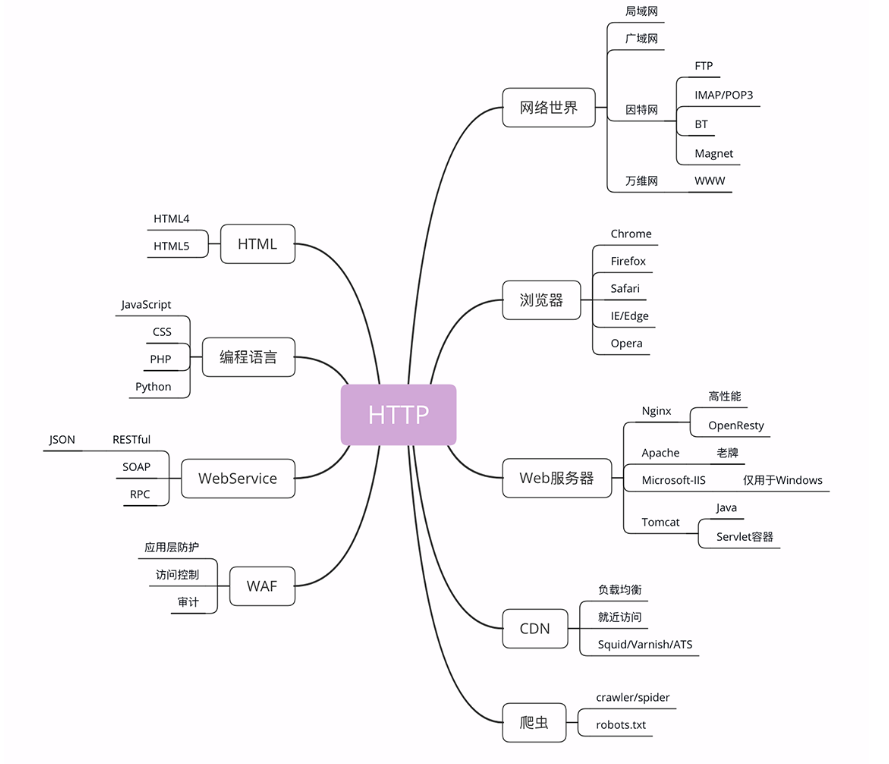 HTTP
网络世界
局域网
广域网
因特网
FTP
IMAP/POP3
BT
Magnet
万维网
WWW
浏览器
Chrome
Firefox
Safari
IE/Edge
Opera
Web服务器
Nginx
高性能
OpenResty
Apache
老牌
Microsoft-IIS
仅用于Windows
Tomcat
Java
Servlet容器
CDN
负载均衡
就近访问
Squid/Varnish/ATS
爬虫
crawler/spider
robots.txt
HTML
HTML4
HTML5
编程语言
JavaScript
CSS
PHP
Python
WebService
RESTful
JSON
SOAP
RPC
WAF
应用层防护
访问控制
审计